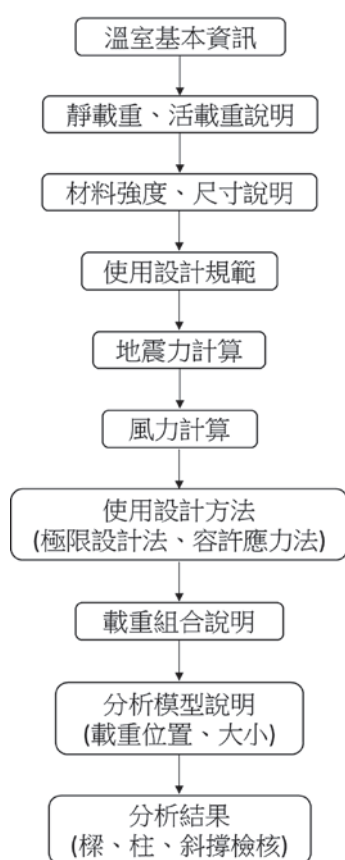 溫室基本資訊
靜載重、活載重說明
材料強度、尺寸說明
使用設計規範
地震力計算
風力計算
使用設計方法
(極限設計法、容許應力法)
載重組合說明
分析模型說明
(載重位置、大小)
分析結果
(樑、柱、斜撐檢核)